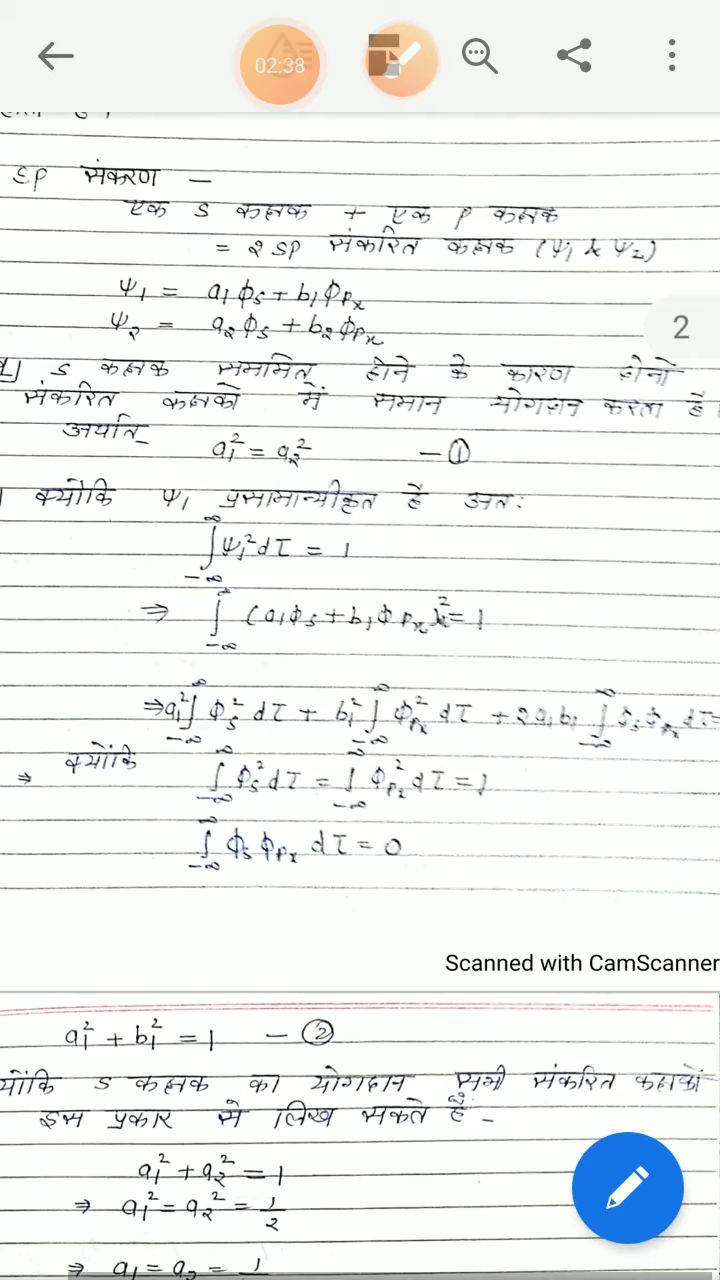 02:38
sp संकरण —
एक s कक्षक + एक p कक्षक
= 2 sp संकरित कक्षक (ψ₁ & ψ₂)
ψ₁ = a₁ϕs + b₁ϕPx
ψ₂ = a₂ϕs + b₂ϕPx
2
s कक्षक सममित होने के कारण दोनो
संकरित कक्षको में समान योगदान करता है।
अर्थात्
a₁² = a₂² —①
क्योकि ψ₁ प्रसामान्यीकृत है अतः
∫ψ₁²dτ = 1
-∞ ∞
⇒ ∫(a₁ϕs + b₁ϕPx)² = 1
⇒ a₁²∫ϕs²dτ + b₁²∫ϕPx²dτ + 2a₁b₁∫ϕsϕPx dτ =
क्योंकि
⇒ ∫ϕs²dτ = ∫ϕPx²dτ = 1
∫ϕsϕPx dτ = 0
Scanned with CamScanner
a₁² + b₁² = 1 —②
योंकि s कक्षक का योगदान सभी संकरित कक्षकों
इस प्रकार से लिख सकते हैं -
a₁² + a₂² = 1
⇒ a₁² = a₂² = 1/2
⇒ a₁ = a₂ = 1